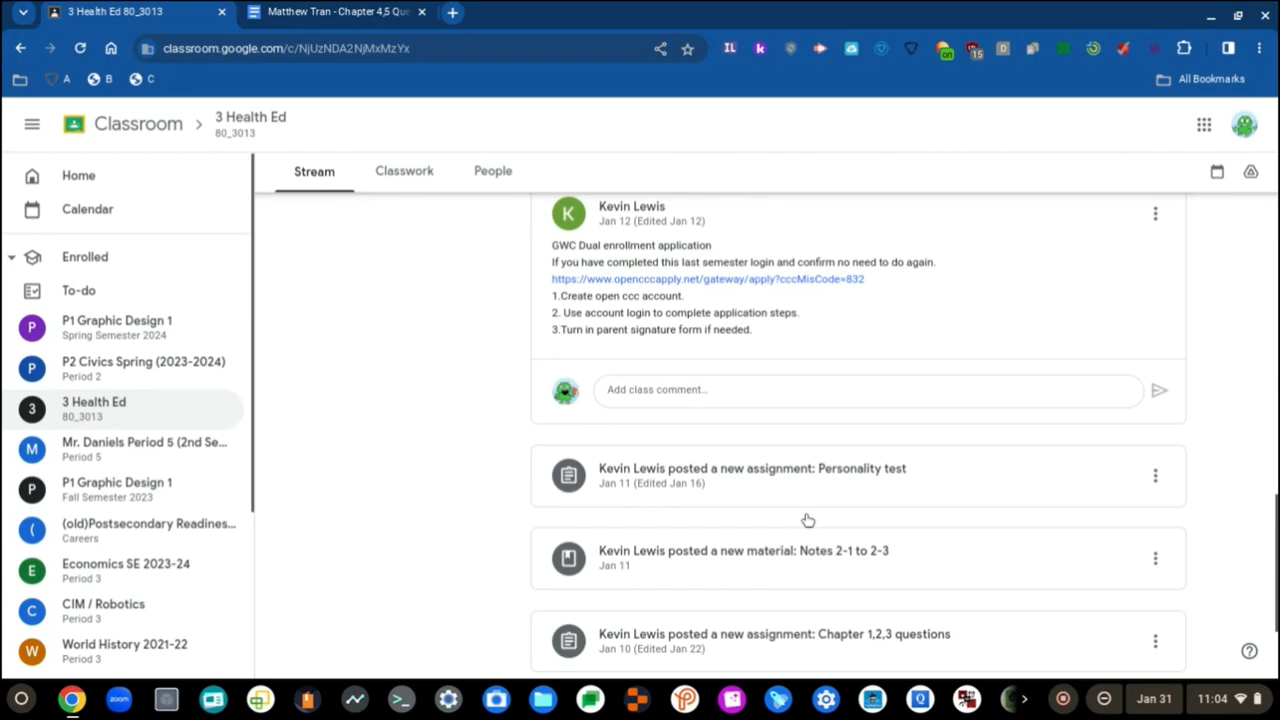 3 Health Ed 80_3013
Matthew Tran - Chapter 4,5 Que
classroom.google.com/c/NjUzNDA2NjMxMzYx
IL
k
on
15
D
A
B
C
All Bookmarks
Classroom
3 Health Ed
80_3013
Stream
Classwork
People
Home
Calendar
Enrolled
To-do
P
P1 Graphic Design 1
Spring Semester 2024
P
P2 Civics Spring (2023-2024)
Period 2
3
3 Health Ed
80_3013
M
Mr. Daniels Period 5 (2nd Se...
Period 5
P
P1 Graphic Design 1
Fall Semester 2023
(
(old)Postsecondary Readines...
Careers
E
Economics SE 2023-24
Period 3
C
CIM / Robotics
Period 3
W
World History 2021-22
Period 3
K
Kevin Lewis
Jan 12 (Edited Jan 12)
GWC Dual enrollment application
If you have completed this last semester login and confirm no need to do again.
https://www.opencccapply.net/gateway/apply?cccMisCode=832
1.Create open ccc account.
2. Use account login to complete application steps.
3.Turn in parent signature form if needed.
Add class comment...
Kevin Lewis posted a new assignment: Personality test
Jan 11 (Edited Jan 16)
Kevin Lewis posted a new material: Notes 2-1 to 2-3
Jan 11
Kevin Lewis posted a new assignment: Chapter 1,2,3 questions
Jan 10 (Edited Jan 22)
zoom
Q
Jan 31
11:04